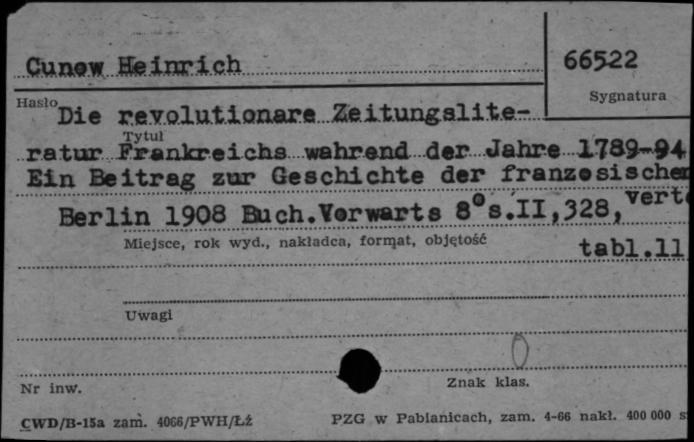 Cunow Heinrich
66522
Hasło
Sygnatura
Die revolutionare Zeitungslite-
Tytuł
ratur Frankreichs wahrend der Jahre 1789-94
Ein Beitrag zur Geschichte der franzosischen
Berlin 1908 Buch.Vorwarts 8° s.II,328,
tabl.11
Miejsce, rok wyd., nakładca, format, objętość
Uwagi
Nr inw.
Znak klas.
CWD/B-15a zam. 4066/PWH/Łż
PZG w Pabianicach, zam. 4-66 nakł. 400 000 s